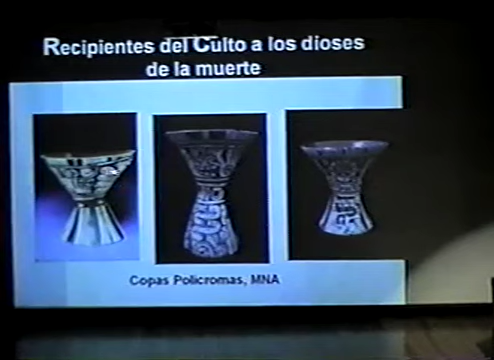 Recipientes del Culto a los dioses
de la muerte
Copas Policromas, MNA